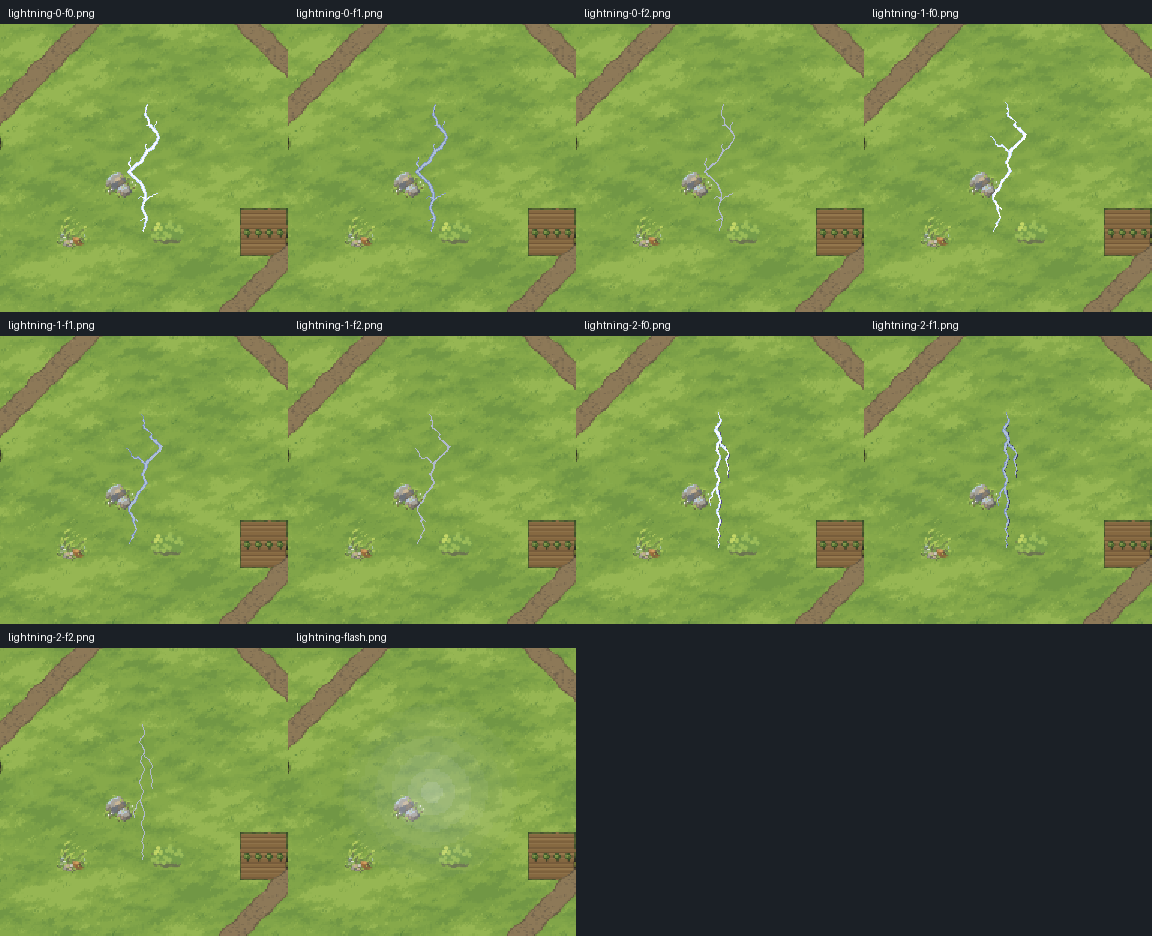 lightning-0-f0.png
lightning-0-f1.png
lightning-0-f2.png
lightning-1-f0.png
lightning-1-f1.png
lightning-1-f2.png
lightning-2-f0.png
lightning-2-f1.png
lightning-2-f2.png
lightning-flash.png